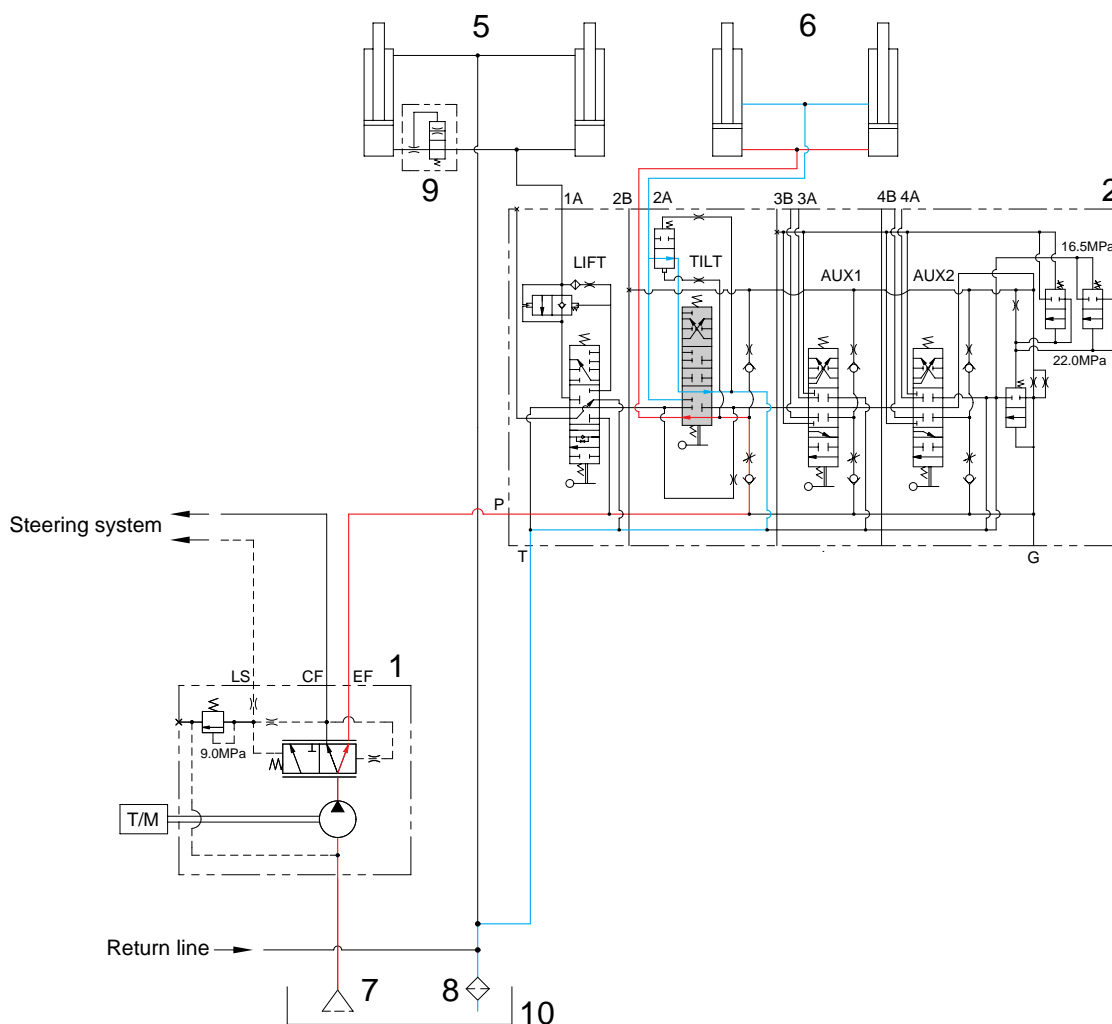 5
6
9
1A
2B
2A
3B
3A
4B
4A
2
LIFT
TILT
AUX1
AUX2
16.5MPa
22.0MPa
P
T
G
Steering system
LS
CF
EF
1
9.0MPa
T/M
Return line
7
8
10